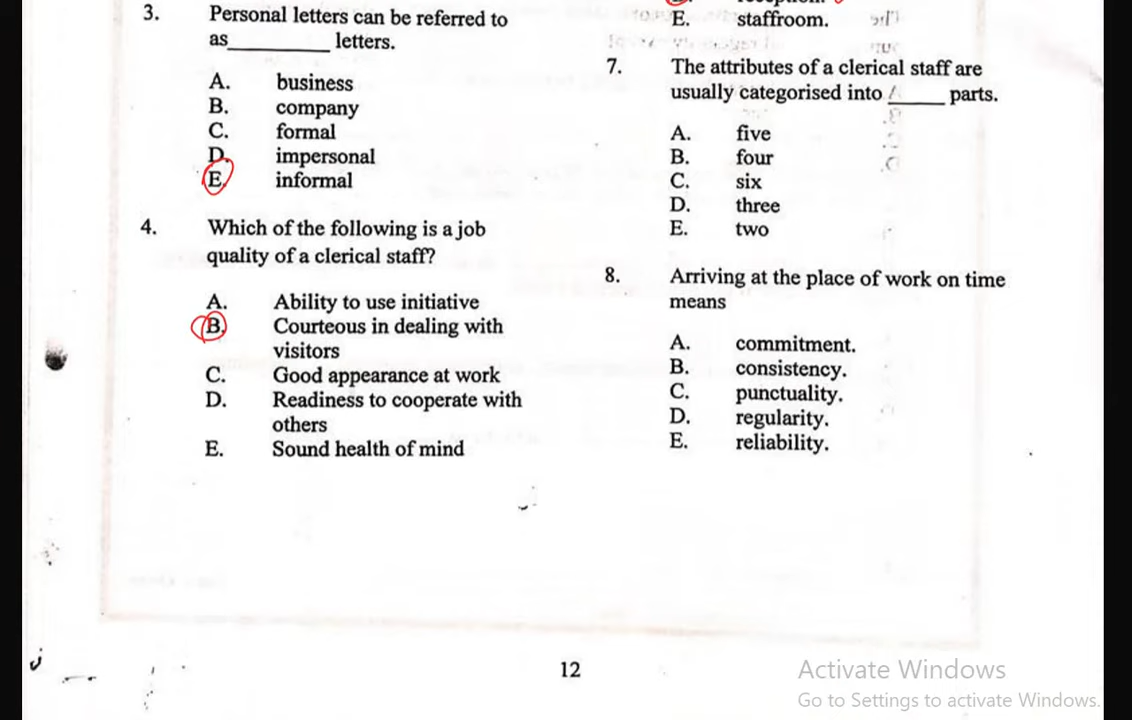 3. Personal letters can be referred to
as__________ letters.
A. business
B. company
C. formal
D. impersonal
E. informal
4. Which of the following is a job
quality of a clerical staff?
A. Ability to use initiative
B. Courteous in dealing with
visitors
C. Good appearance at work
D. Readiness to cooperate with
others
E. Sound health of mind
E. staffroom.
7. The attributes of a clerical staff are
usually categorised into ______ parts.
A. five
B. four
C. six
D. three
E. two
8. Arriving at the place of work on time
means
A. commitment.
B. consistency.
C. punctuality.
D. regularity.
E. reliability.
12
Activate Windows
Go to Settings to activate Windows.